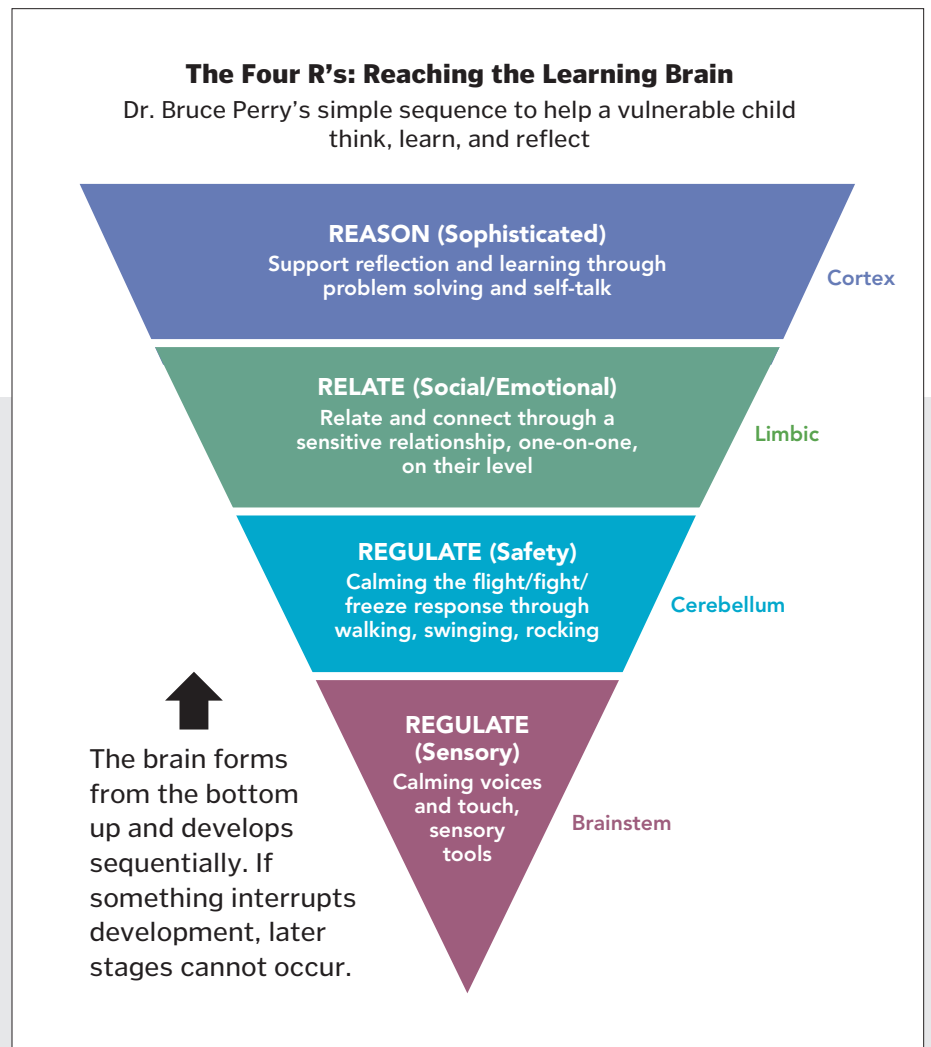 The Four R’s: Reaching the Learning Brain
Dr. Bruce Perry’s simple sequence to help a vulnerable child
think, learn, and reflect
REASON (Sophisticated)
Support reflection and learning through
problem solving and self-talk
Cortex
RELATE (Social/Emotional)
Relate and connect through a
sensitive relationship, one-on-one,
on their level
Limbic
REGULATE (Safety)
Calming the flight/fight/
freeze response through
walking, swinging, rocking
Cerebellum
REGULATE
(Sensory)
Calming voices
and touch,
sensory
tools
Brainstem
The brain forms
from the bottom
up and develops
sequentially. If
something interrupts
development, later
stages cannot occur.